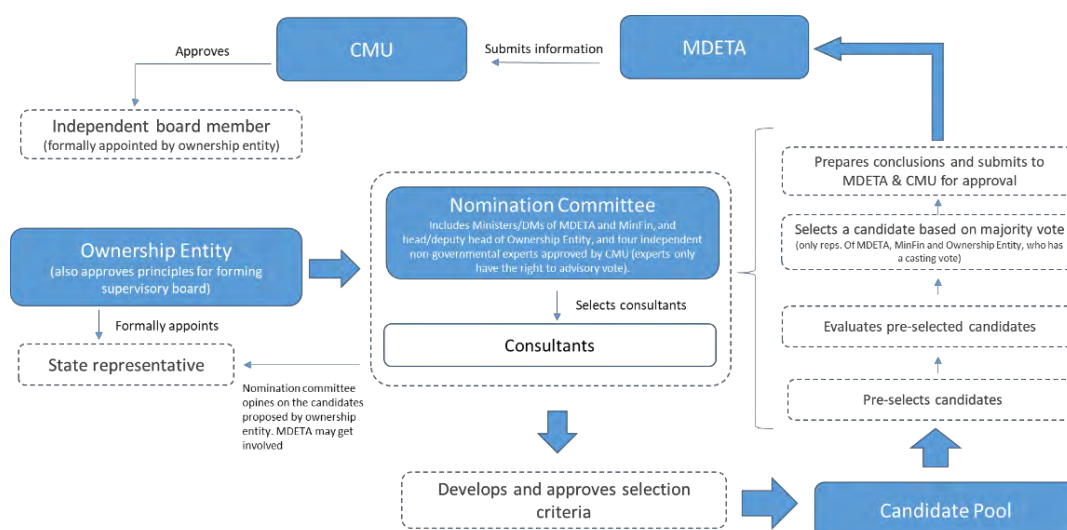 Approves
CMU
Submits information
MDETA
Independent board member
(formally appointed by ownership entity)
Nomination Committee
Includes Ministers/DMs of MDETA and MinFin, and
head/deputy head of Ownership Entity, and four independent
non-governmental experts approved by CMU (experts only
have the right to advisory vote).
Selects consultants
Consultants
Ownership Entity
(also approves principles for forming
supervisory board)
Formally appoints
State representative
Nomination committee
opines on the candidates
proposed by ownership
entity. MDETA may get
involved
Develops and approves selection
criteria
Candidate Pool
Pre-selects candidates
Evaluates pre-selected candidates
Selects a candidate based on majority vote
(only reps. Of MDETA, MinFin and Ownership Entity, who has
a casting vote)
Prepares conclusions and submits to
MDETA & CMU for approval